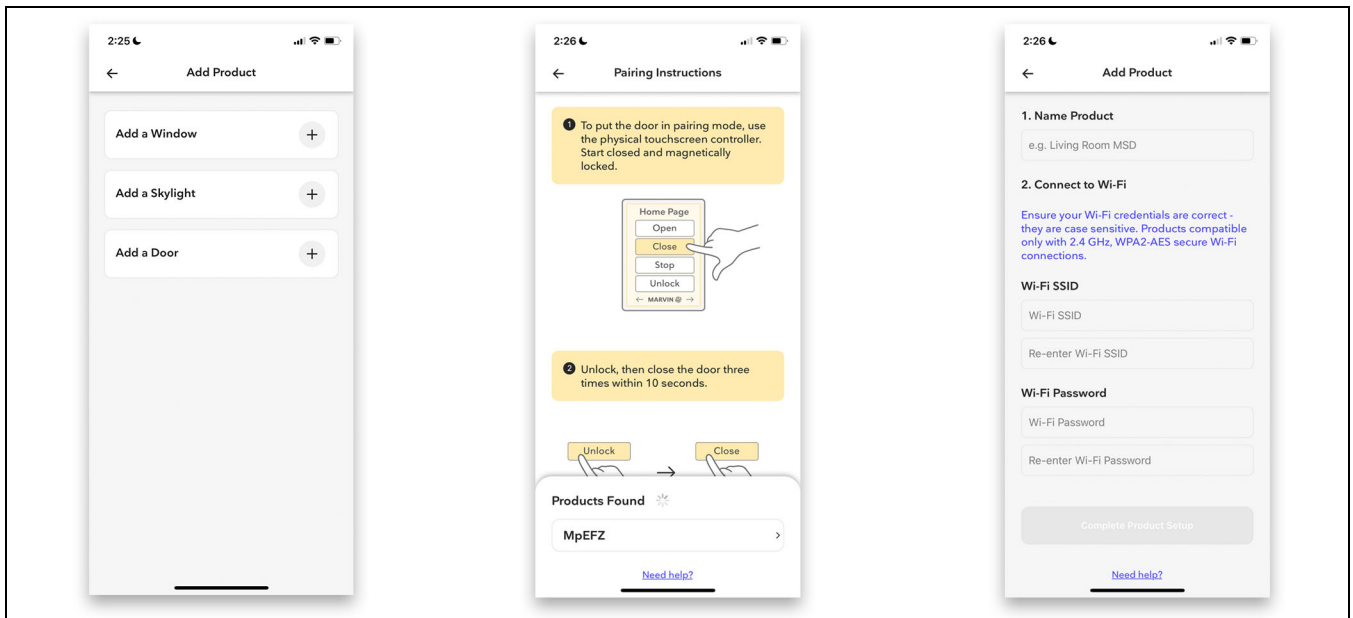 2:25
Add Product
Add a Window
Add a Skylight
Add a Door
2:26
Pairing Instructions
1 To put the door in pairing mode, use
the physical touchscreen controller.
Start closed and magnetically
locked.
Home Page
Open
Close
Stop
Unlock
← MARVIN →
2 Unlock, then close the door three
times within 10 seconds.
Unlock → Close
Products Found
MpEFZ
Need help?
2:26
Add Product
1. Name Product
e.g. Living Room MSD
2. Connect to Wi-Fi
Ensure your Wi-Fi credentials are correct -
they are case sensitive. Products compatible
only with 2.4 GHz, WPA2-AES secure Wi-Fi
connections.
Wi-Fi SSID
Wi-Fi SSID
Re-enter Wi-Fi SSID
Wi-Fi Password
Wi-Fi Password
Re-enter Wi-Fi Password
Complete Product Setup
Need help?